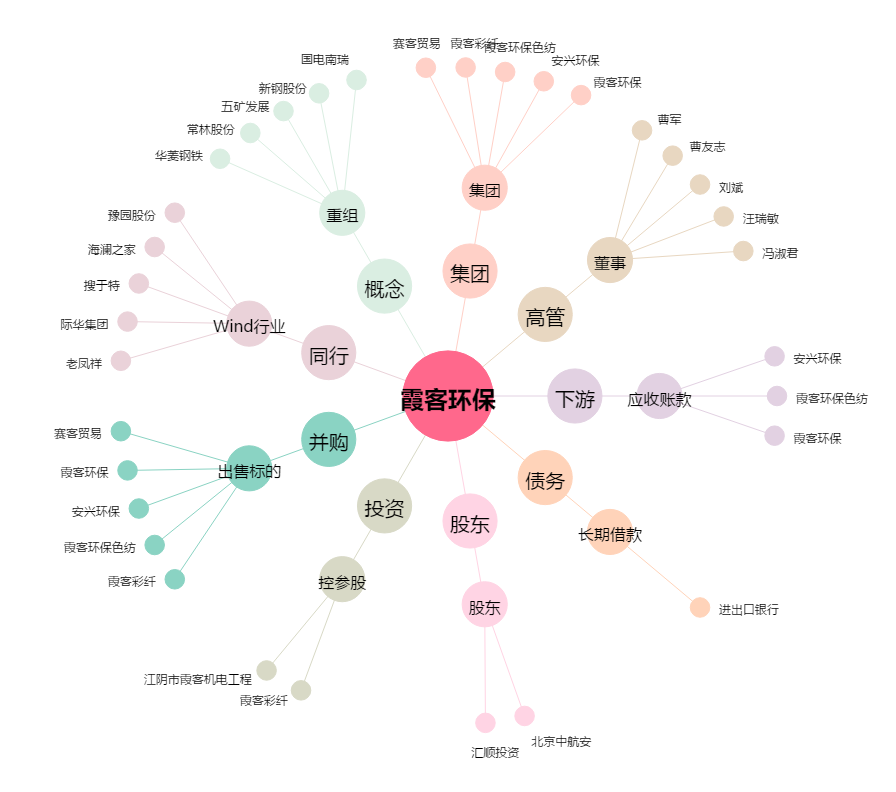 国电南瑞
新钢股份
五矿发展
常林股份
华菱钢铁
重组
概念
赛客贸易
霞客彩纤
霞客环保色纺
安兴环保
霞客环保
集团
集团
曹军
曹友志
刘斌
汪瑞敏
冯淑君
董事
高管
豫园股份
海澜之家
搜于特
际华集团
老凤祥
Wind行业
同行
霞客环保
下游
应收账款
安兴环保
霞客环保色纺
霞客环保
赛客贸易
霞客环保
安兴环保
霞客环保色纺
霞客彩纤
出售标的
并购
投资
控参股
江阴市霞客机电工程
霞客彩纤
股东
股东
汇顺投资
北京中航安
债务
长期借款
进出口银行